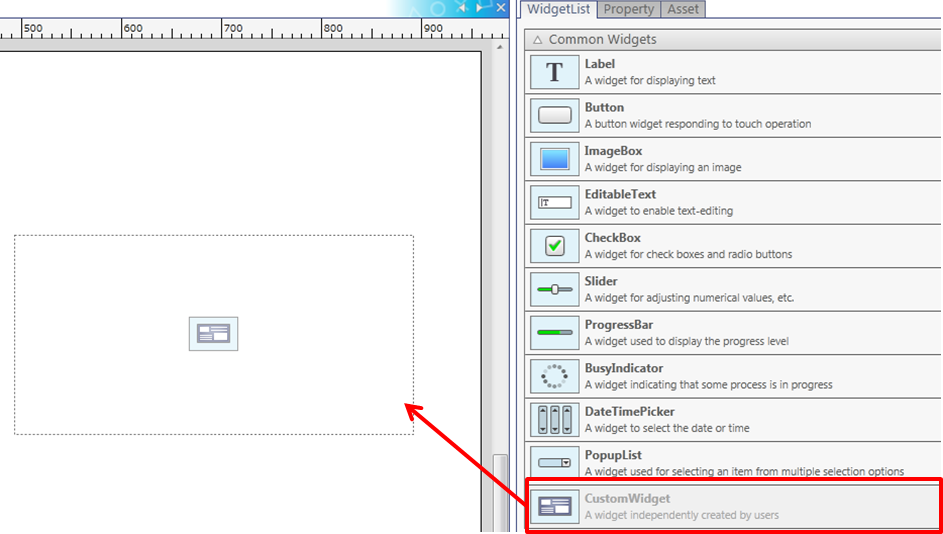 500 600 700 800 900
WidgetList Property Asset
Common Widgets
T
Label
A widget for displaying text
Button
A button widget responding to touch operation
ImageBox
A widget for displaying an image
T
EditableText
A widget to enable text-editing
CheckBox
A widget for check boxes and radio buttons
Slider
A widget for adjusting numerical values, etc.
ProgressBar
A widget used to display the progress level
BusyIndicator
A widget indicating that some process is in progress
DateTimePicker
A widget to select the date or time
PopupList
A widget used for selecting an item from multiple selection options
CustomWidget
A widget independently created by users